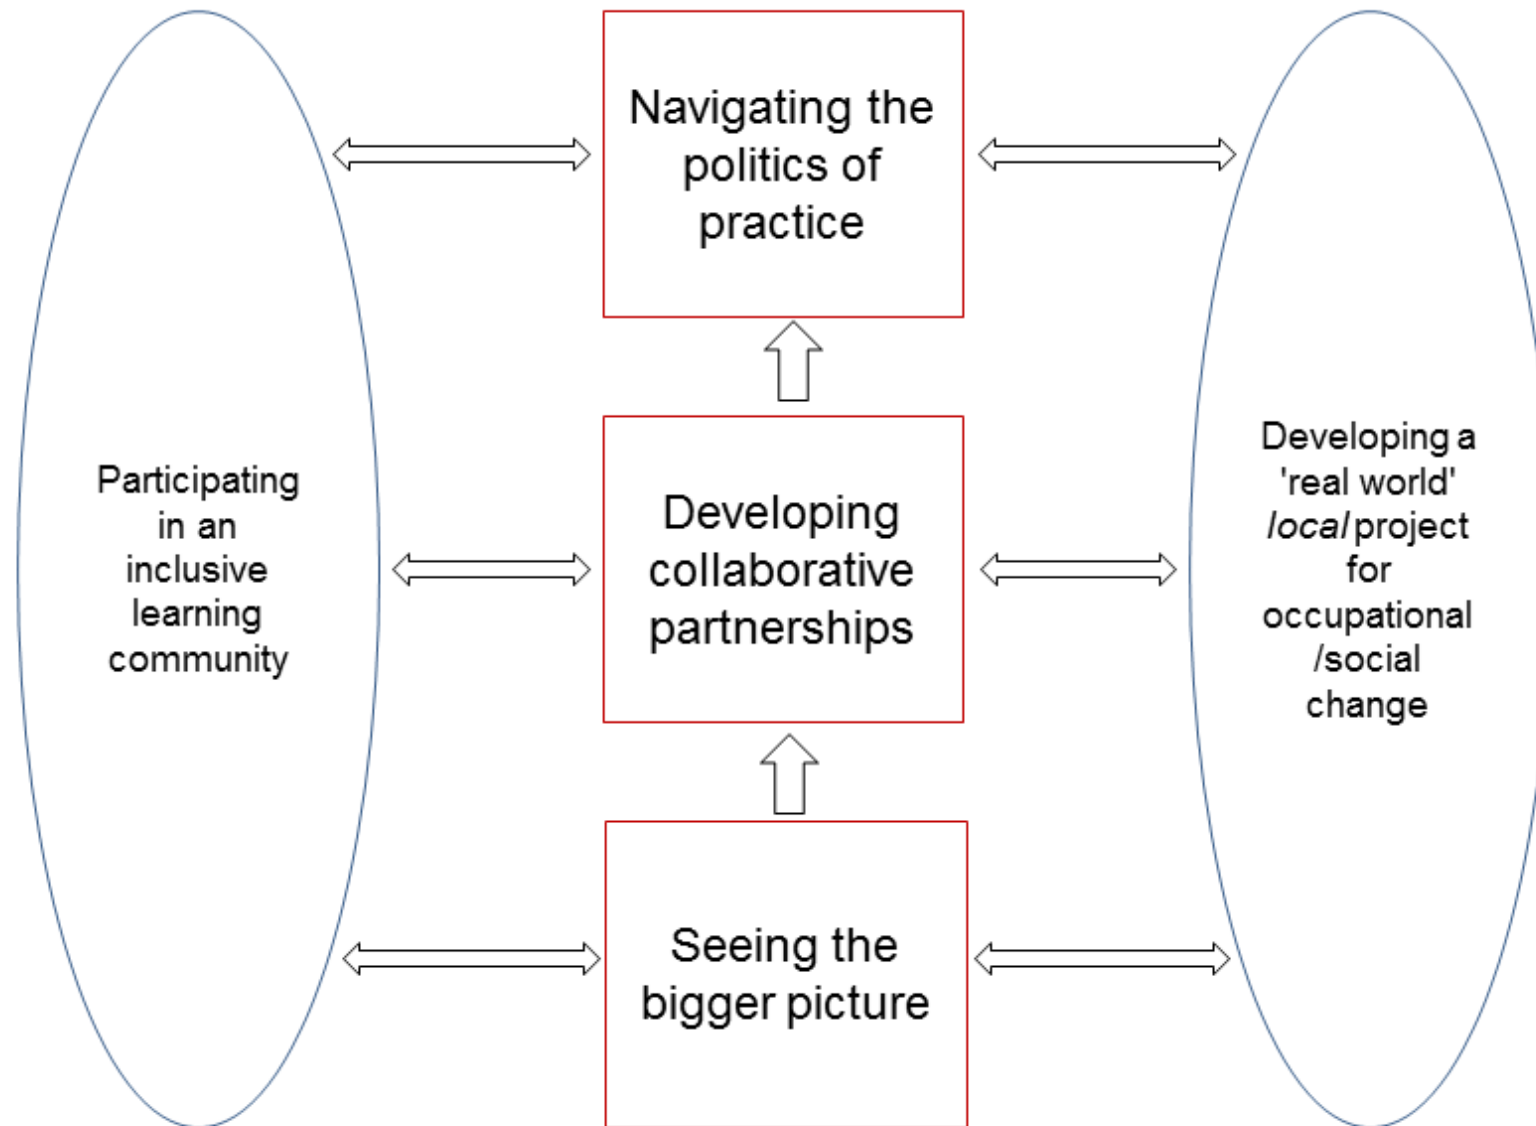 Navigating the
politics of
practice
Participating
in an
inclusive
learning
community
Developing
collaborative
partnerships
Developing a
'real world'
local project
for
occupational
/social
change
Seeing the
bigger picture